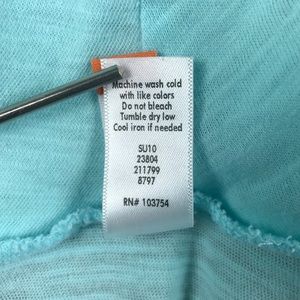 Machine wash cold
with like colors
Do not bleach
Tumble dry low
Cool iron if needed
SU10
23804
211799
8797
RN# 103754